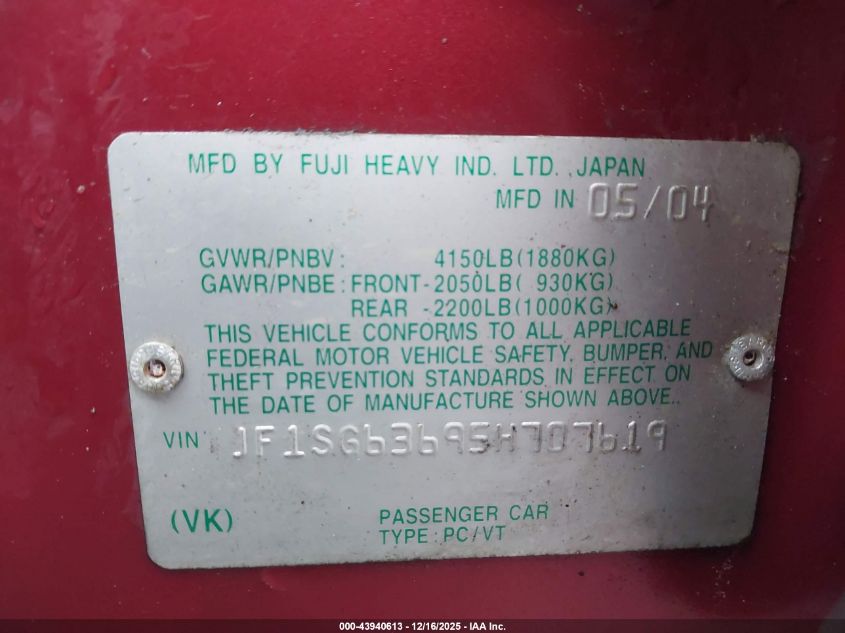 MFD BY FUJI HEAVY IND. LTD. JAPAN
MFD IN 05/04
GVWR/PNBV: 4150LB(1880KG)
GAWR/PNBE: FRONT-2050LB( 930KG)
REAR -2200LB(1000KG)
THIS VEHICLE CONFORMS TO ALL APPLICABLE
FEDERAL MOTOR VEHICLE SAFETY, BUMPER, AND
THEFT PREVENTION STANDARDS IN EFFECT ON
THE DATE OF MANUFACTURE SHOWN ABOVE.
VIN JF1SG63695H707619
(VK) PASSENGER CAR
TYPE:PC/VT
000-43940613 - 12/16/2025 - IAA Inc.